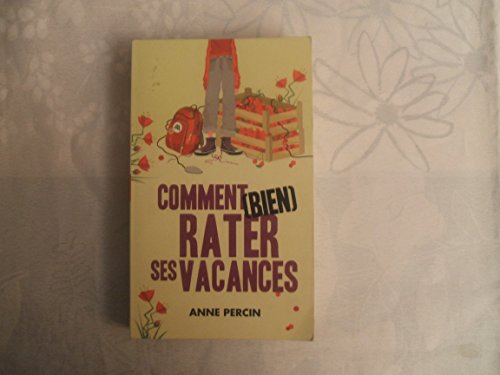 COMMENT (BIEN)
RATER
SES VACANCES
ANNE PERCIN